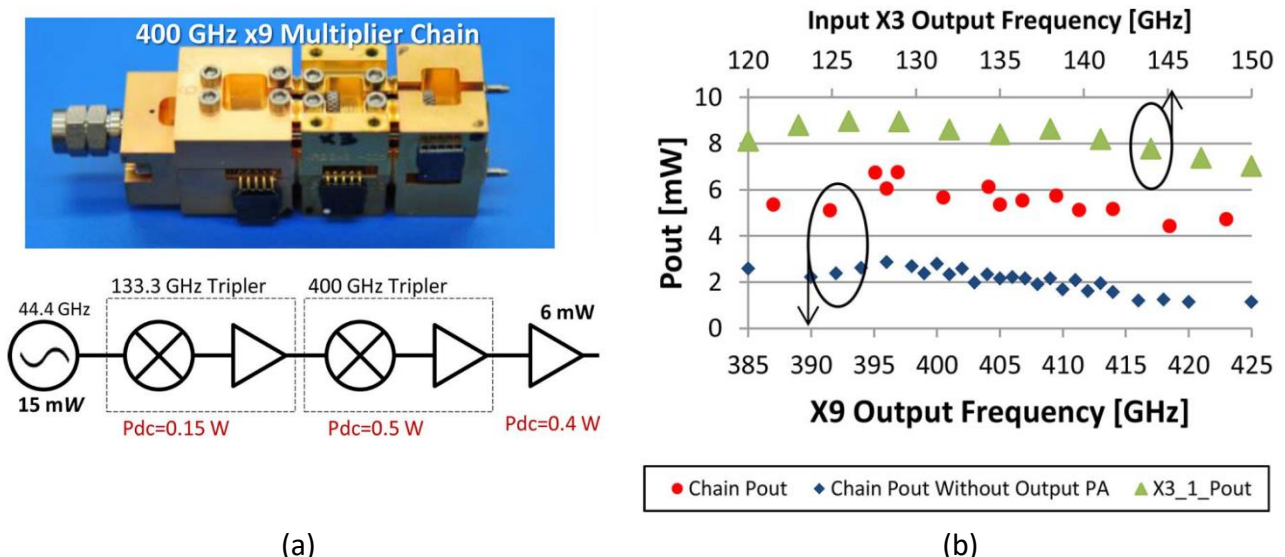 400 GHz x9 Multiplier Chain
133.3 GHz Tripler
400 GHz Tripler
44.4 GHz
6 mW
15 mW
Pdc=0.15 W
Pdc=0.5 W
Pdc=0.4 W
(a)
Input X3 Output Frequency [GHz]
120 125 130 135 140 145 150
Pout [mW]
10
8
6
4
2
0
385 390 395 400 405 410 415 420 425
X9 Output Frequency [GHz]
Chain Pout Chain Pout Without Output PA X3_1_Pout
(b)